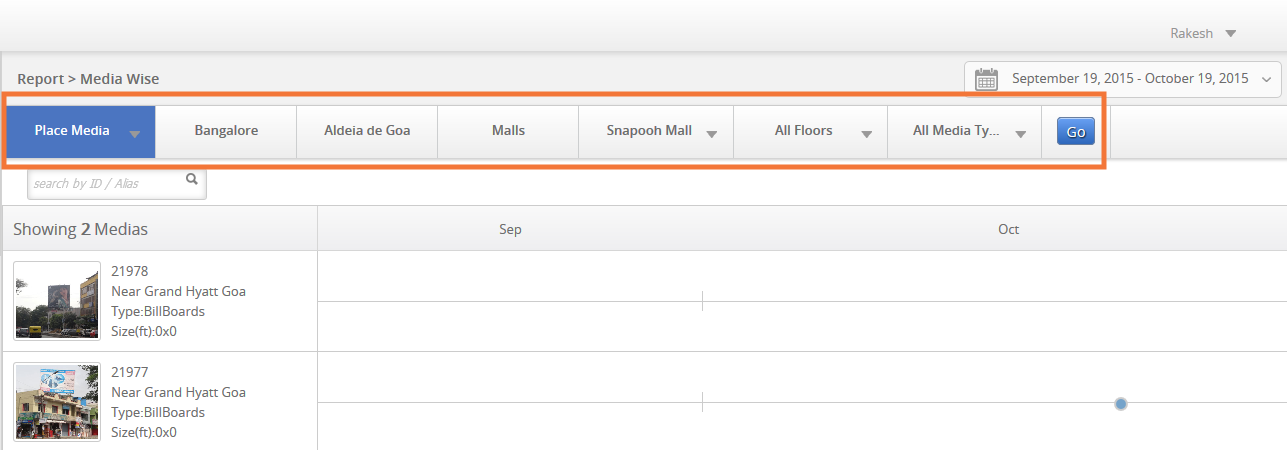 Rakesh
Report > Media Wise
September 19, 2015 - October 19, 2015
Place Media
Bangalore
Aldeia de Goa
Malls
Snapooh Mall
All Floors
All Media Ty...
Go
search by ID / Alias
Showing 2 Medias
Sep
Oct
21978
Near Grand Hyatt Goa
Type:BillBoards
Size(ft):0x0
21977
Near Grand Hyatt Goa
Type:BillBoards
Size(ft):0x0